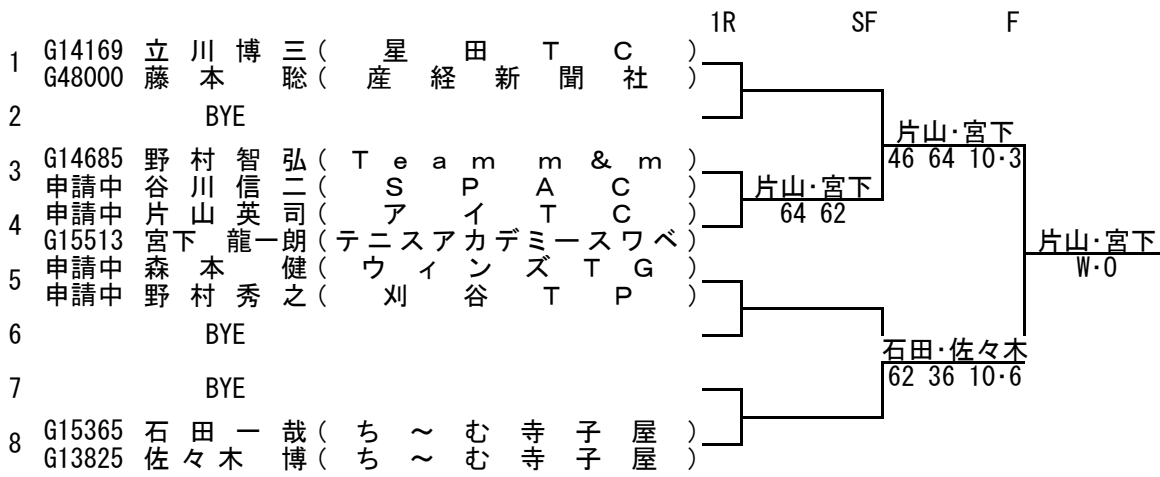 1R SF F
1 G14169 立川博三(星田TC)
G48000 藤本聡(産経新聞社)
2 BYE
片山・宮下
46 64 10・3
3 G14685 野村智弘(Team m&m)
申請中 谷川信二(SPAC)
片山・宮下
64 62
4 申請中 片山英司(アイTC)
G15513 宮下 龍一朗(テニスアカデミースワベ)
片山・宮下
W・O
5 申請中 森本健(ウィンズTG)
申請中 野村秀之(刈谷TP)
6 BYE
石田・佐々木
62 36 10・6
7 BYE
8 G15365 石田一哉(ち～む寺子屋)
G13825 佐々木博(ち～む寺子屋)